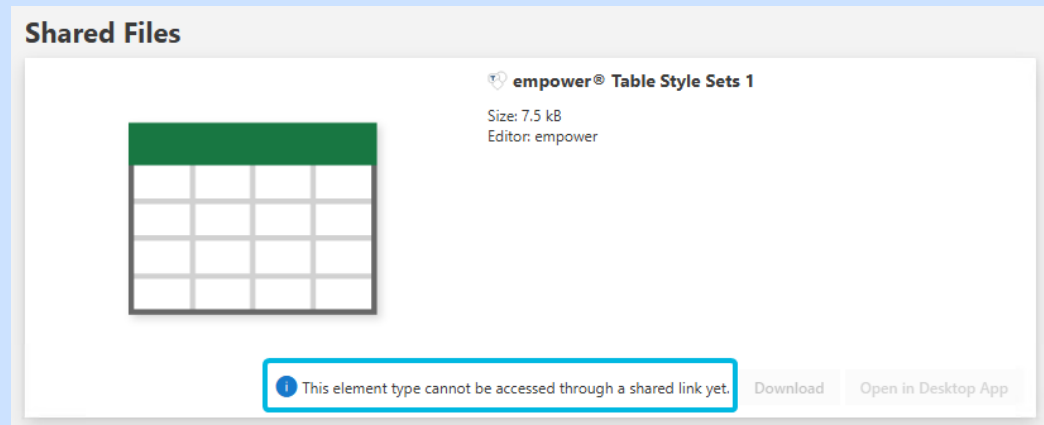 Shared Files
empower® Table Style Sets 1
Size: 7.5 kB
Editor: empower
This element type cannot be accessed through a shared link yet.
Download
Open in Desktop App